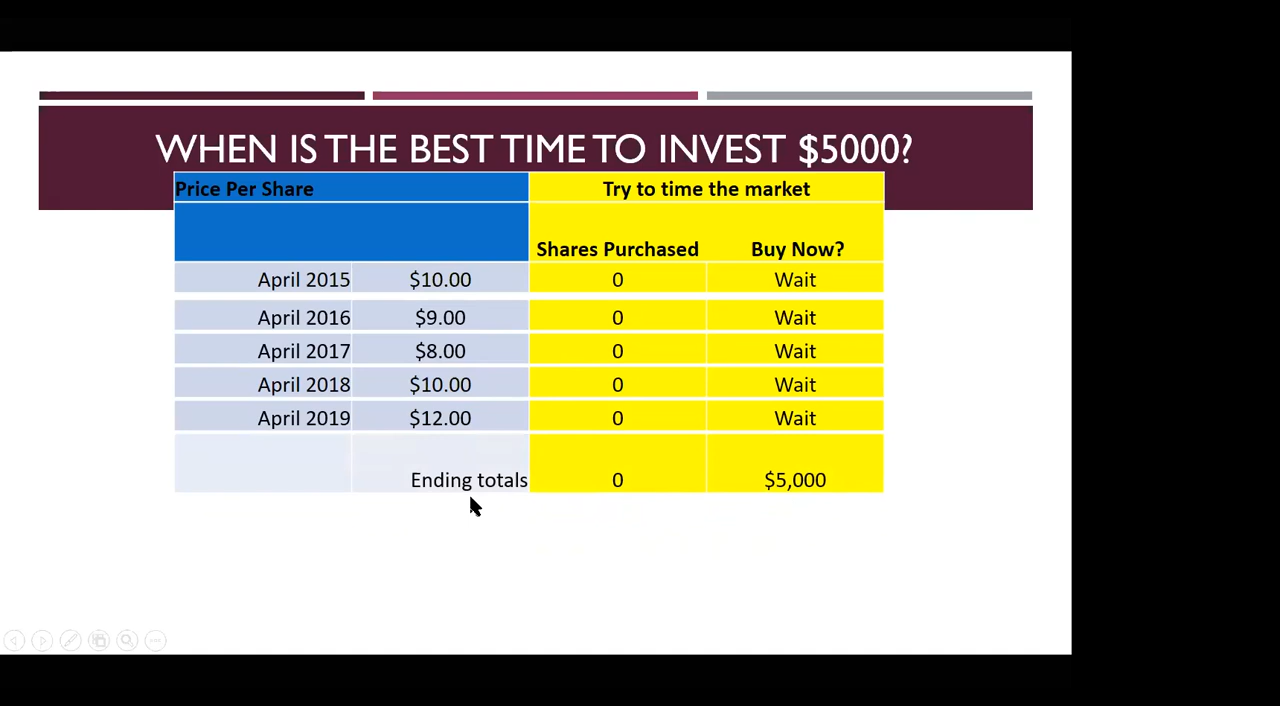 WHEN IS THE BEST TIME TO INVEST $5000?
Price Per Share Try to time the market
Shares Purchased Buy Now?
April 2015 $10.00 0 Wait
April 2016 $9.00 0 Wait
April 2017 $8.00 0 Wait
April 2018 $10.00 0 Wait
April 2019 $12.00 0 Wait
Ending totals 0 $5,000